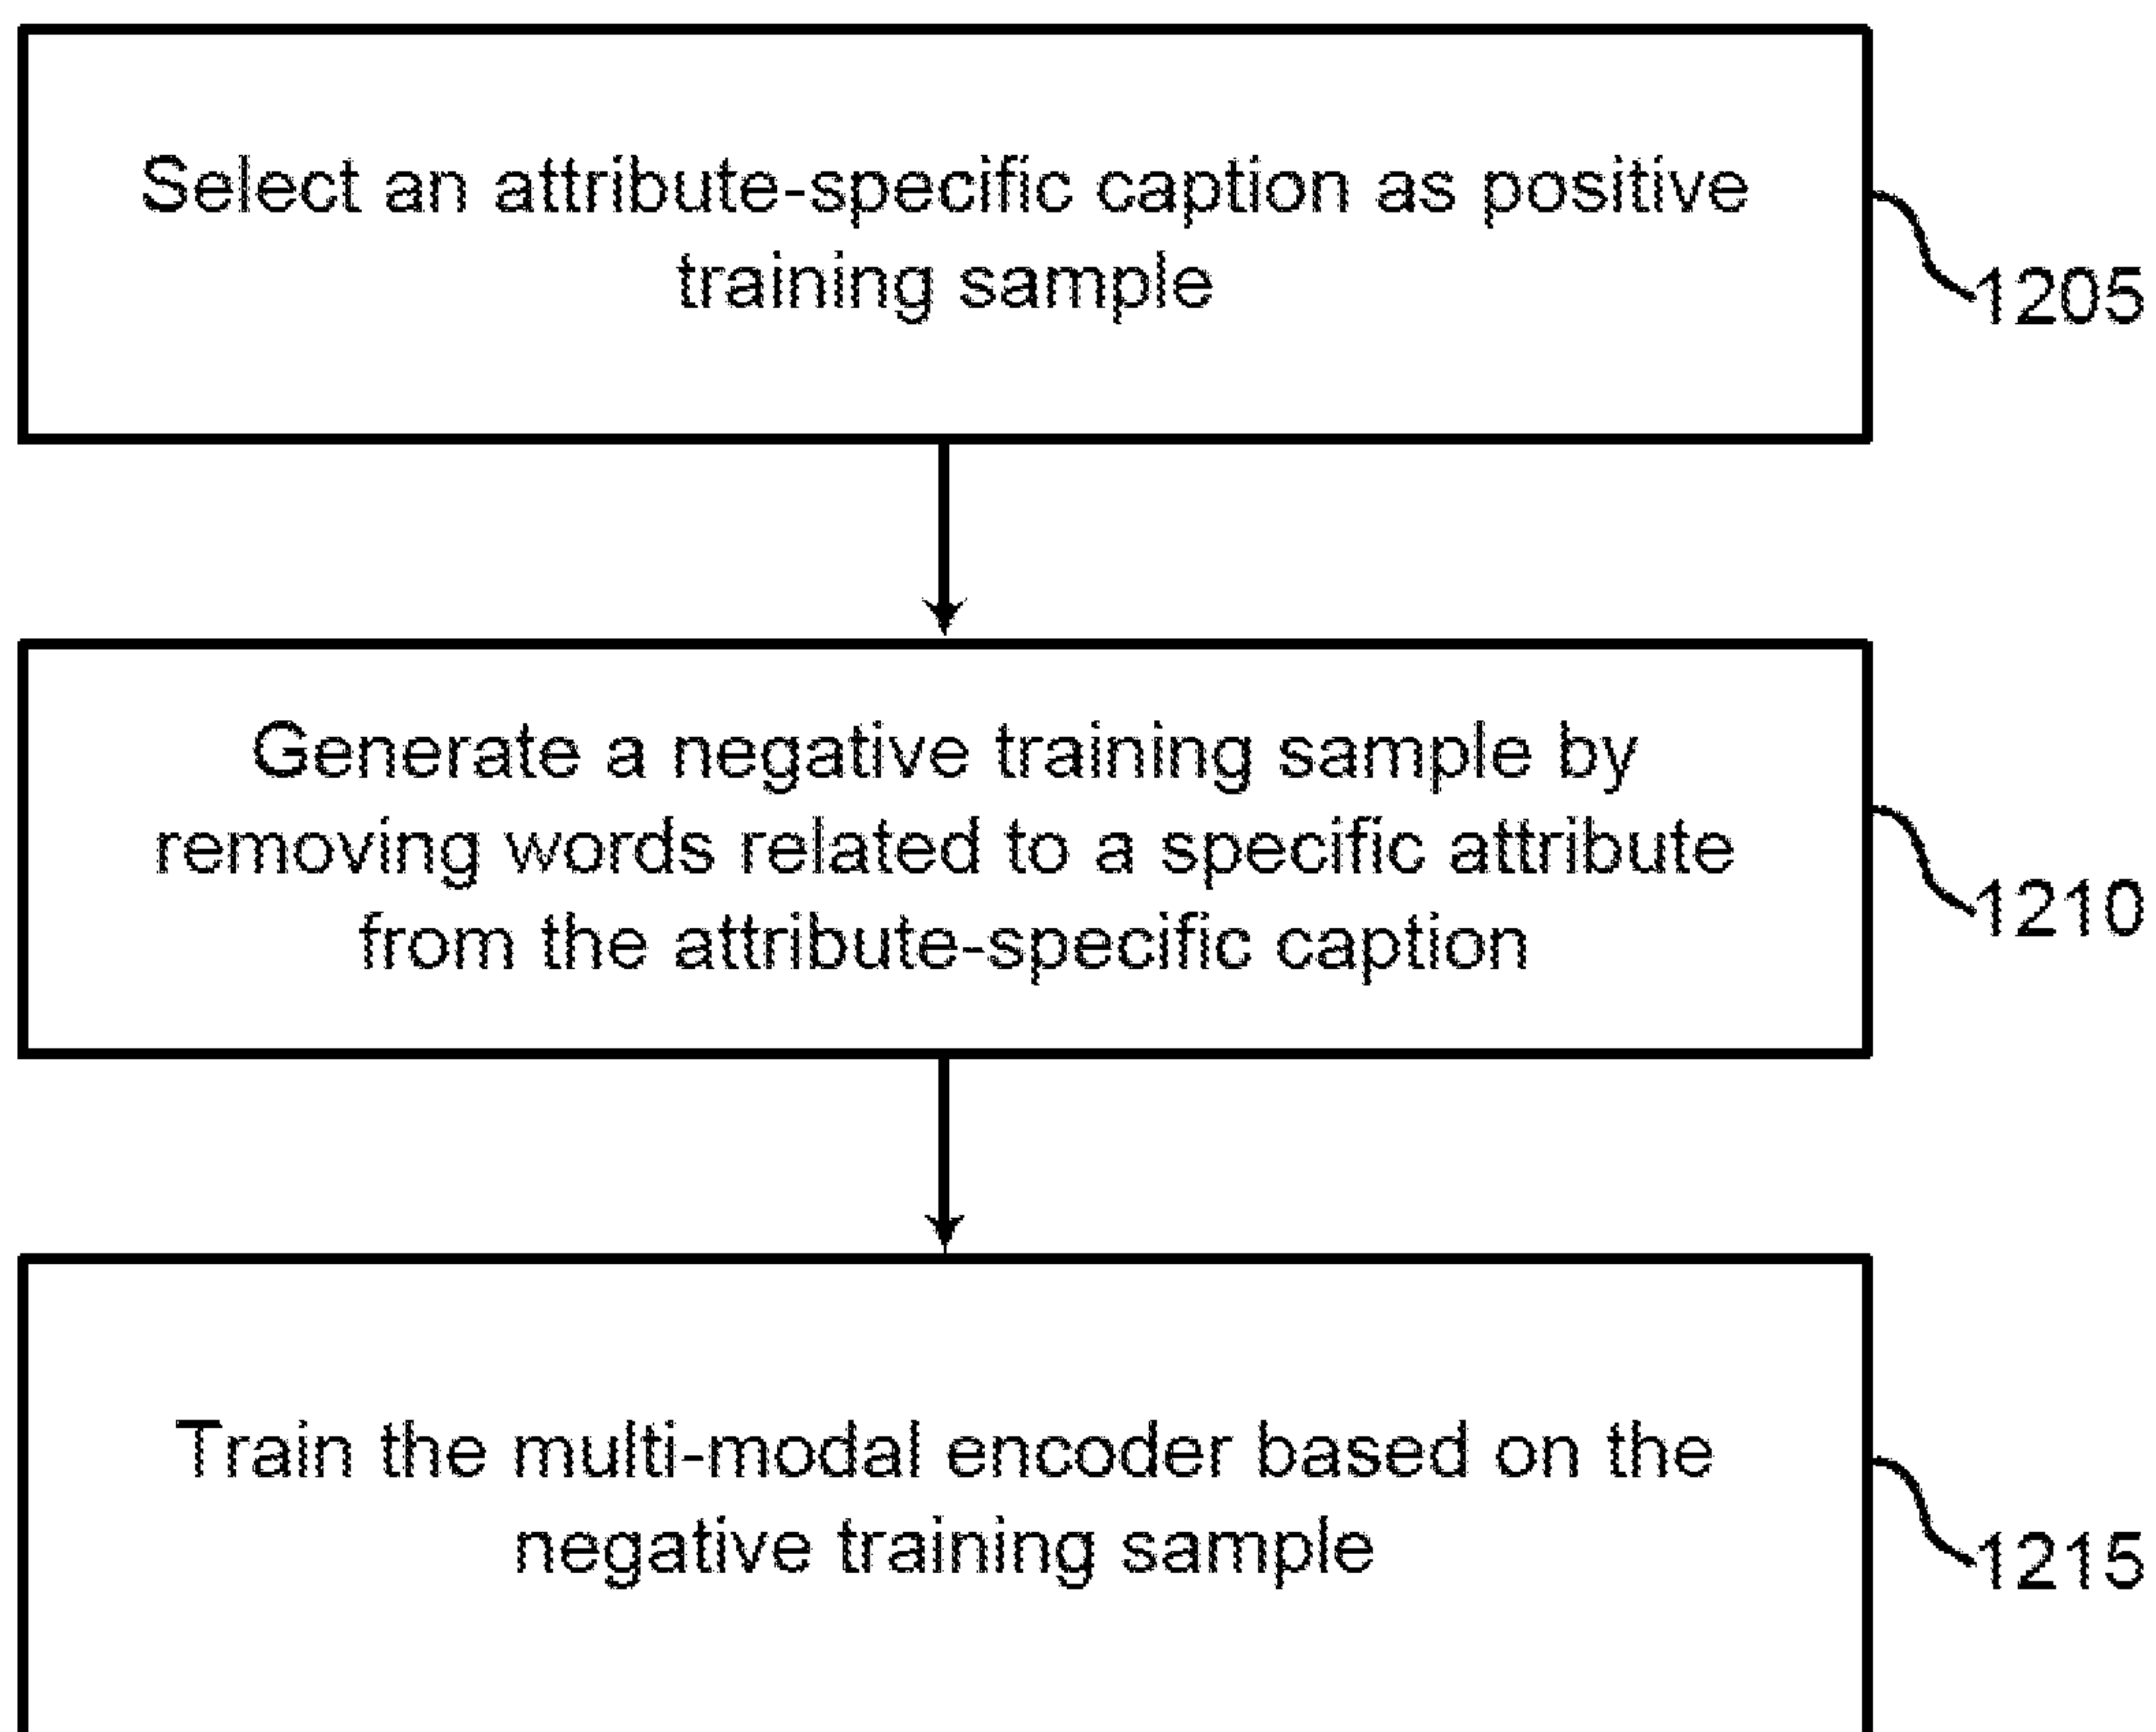 Select an attribute-specific caption as positive
training sample
1205
Generate a negative training sample by
removing words related to a specific attribute
from the attribute-specific caption
1210
Train the multi-modal encoder based on the
negative training sample
1215